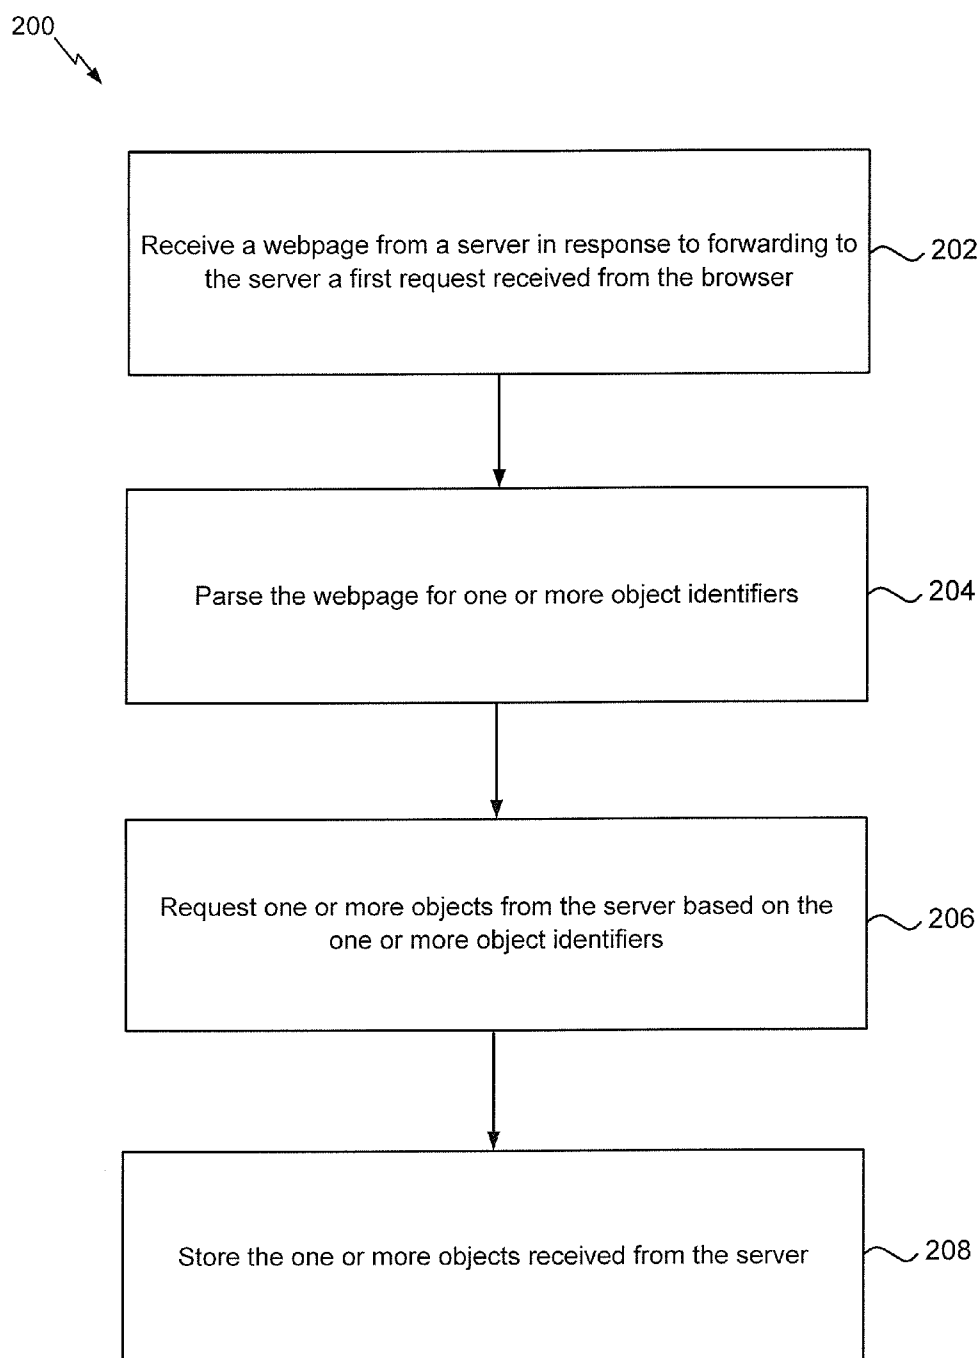 200
Receive a webpage from a server in response to forwarding to
the server a first request received from the browser
202
Parse the webpage for one or more object identifiers
204
Request one or more objects from the server based on the
one or more object identifiers
206
Store the one or more objects received from the server
208